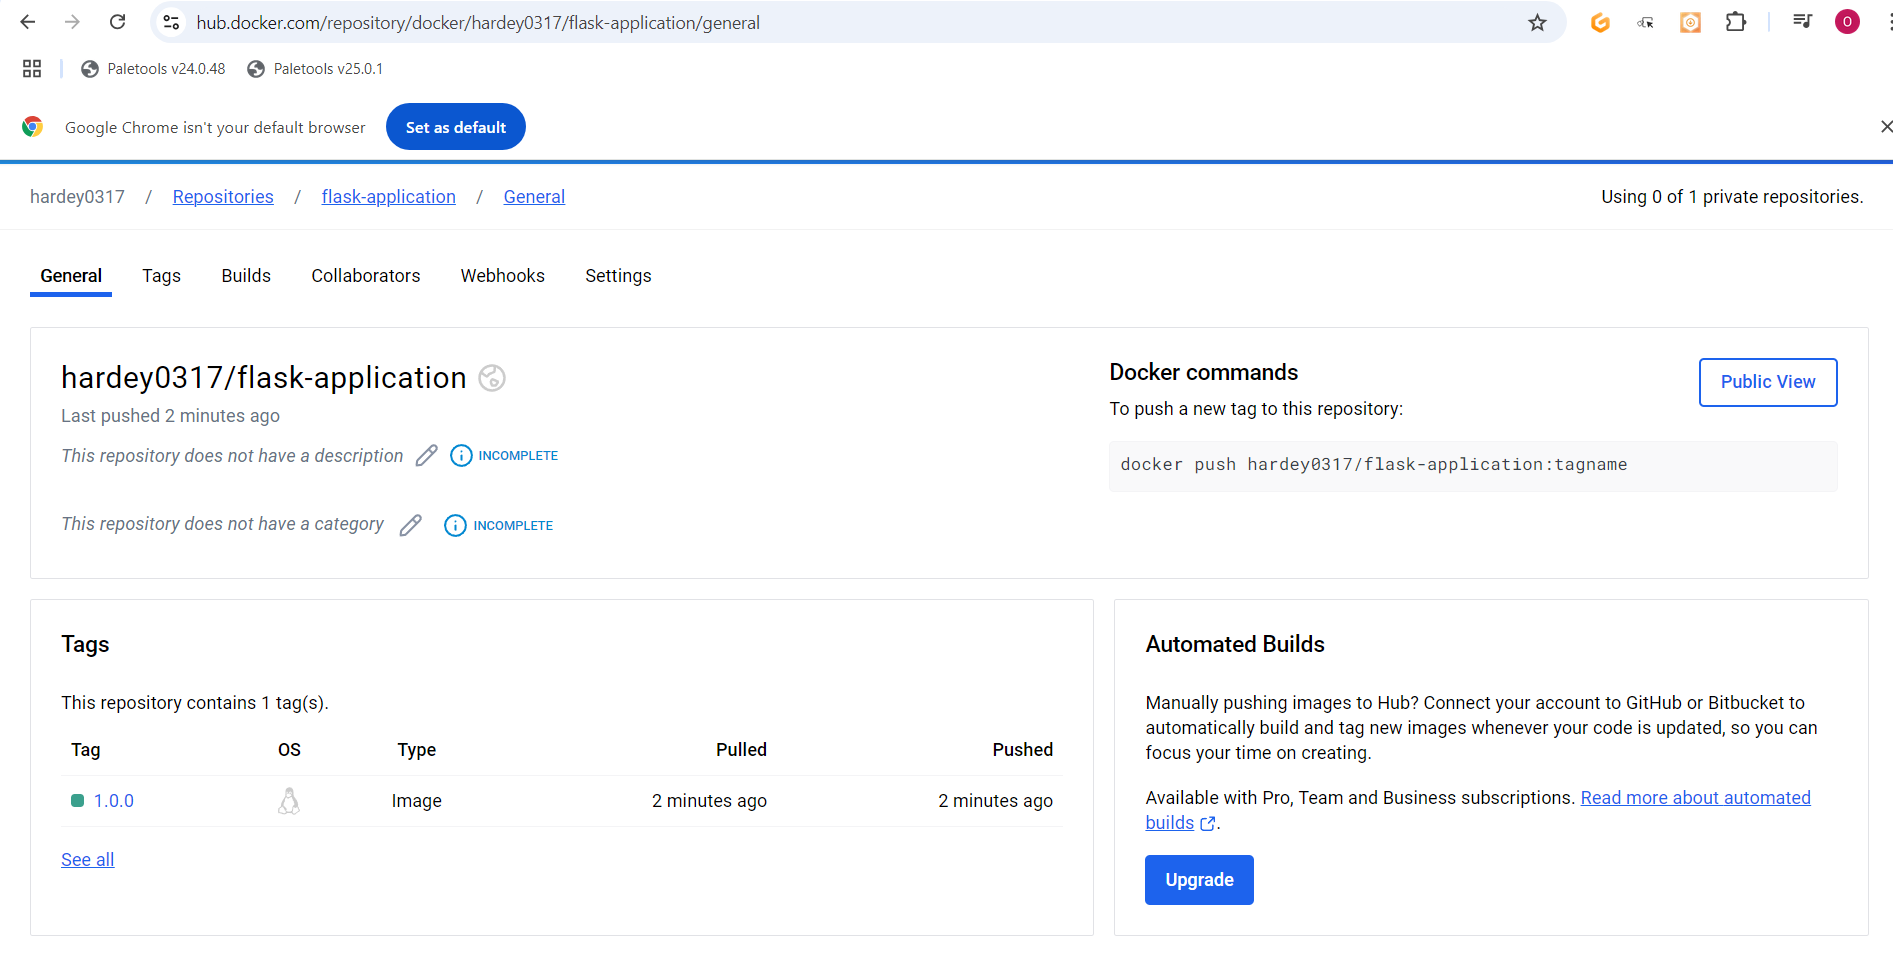 hub.docker.com/repository/docker/hardey0317/flask-application/general
O
Paletools v24.0.48
Paletools v25.0.1
Google Chrome isn't your default browser
Set as default
hardey0317 / Repositories / flask-application / General
Using 0 of 1 private repositories.
General
Tags
Builds
Collaborators
Webhooks
Settings
hardey0317/flask-application
Last pushed 2 minutes ago
This repository does not have a description
INCOMPLETE
This repository does not have a category
INCOMPLETE
Docker commands
To push a new tag to this repository:
Public View
docker push hardey0317/flask-application:tagname
Tags
This repository contains 1 tag(s).
Tag OS Type Pulled Pushed
1.0.0 Image 2 minutes ago 2 minutes ago
See all
Automated Builds
Manually pushing images to Hub? Connect your account to GitHub or Bitbucket to
automatically build and tag new images whenever your code is updated, so you can
focus your time on creating.
Available with Pro, Team and Business subscriptions. Read more about automated
builds.
Upgrade